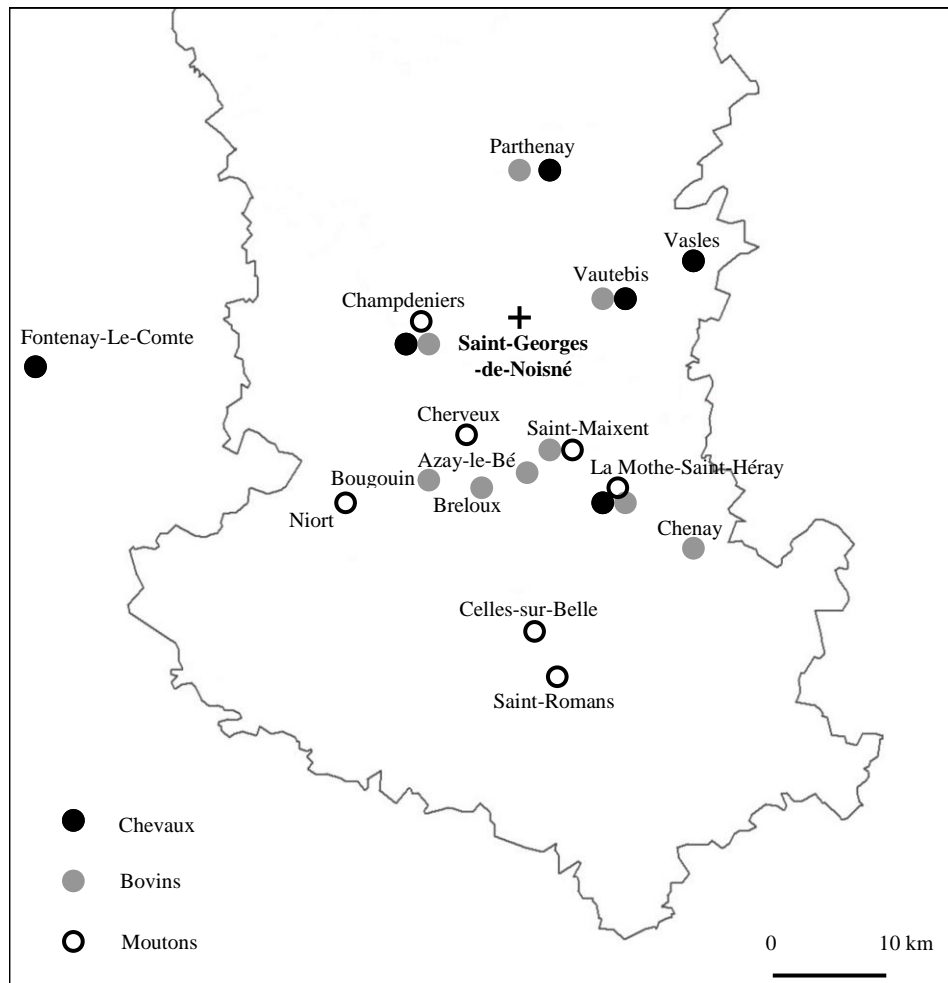 Parthenay
Vasles
Vautebis
Champdeniers
Fontenay-Le-Comte
Saint-Georges
-de-Noisné
Cherveux
Saint-Maixent
Azay-le-Bé
La Mothe-Saint-Héray
Bougouin
Breloux
Niort
Chenay
Celles-sur-Belle
Saint-Romans
Chevaux
Bovins
Moutons
0 10 km